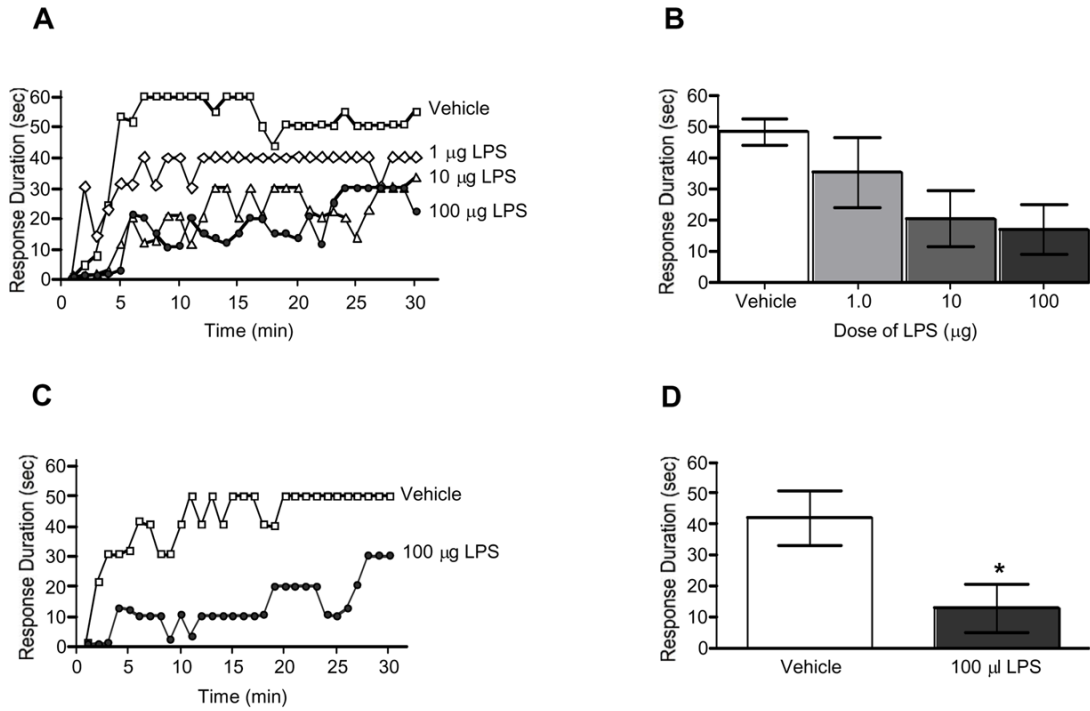 A
Response Duration (sec)
60
50
40
30
20
10
0
0 5 10 15 20 25 30
Time (min)
Vehicle
1 μg LPS
10 μg LPS
100 μg LPS
B
Response Duration (sec)
60
50
40
30
20
10
0
Vehicle 1.0 10 100
Dose of LPS (μg)
C
Response Duration (sec)
60
50
40
30
20
10
0
0 5 10 15 20 25 30
Time (min)
Vehicle
100 μg LPS
D
Response Duration (sec)
60
50
40
30
20
10
0
*
Vehicle 100 μl LPS